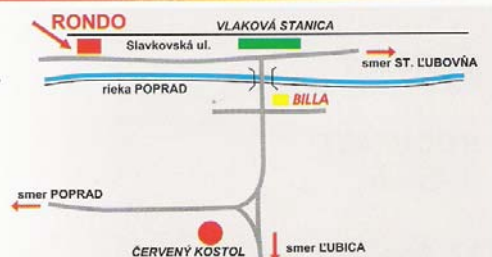 RONDO
VLAKOVÁ STANICA
Slavkovská ul.
smer ST. ĽUBOVŇA
rieka POPRAD
BILLA
smer POPRAD
ČERVENÝ KOSTOL
smer ĽUBICA